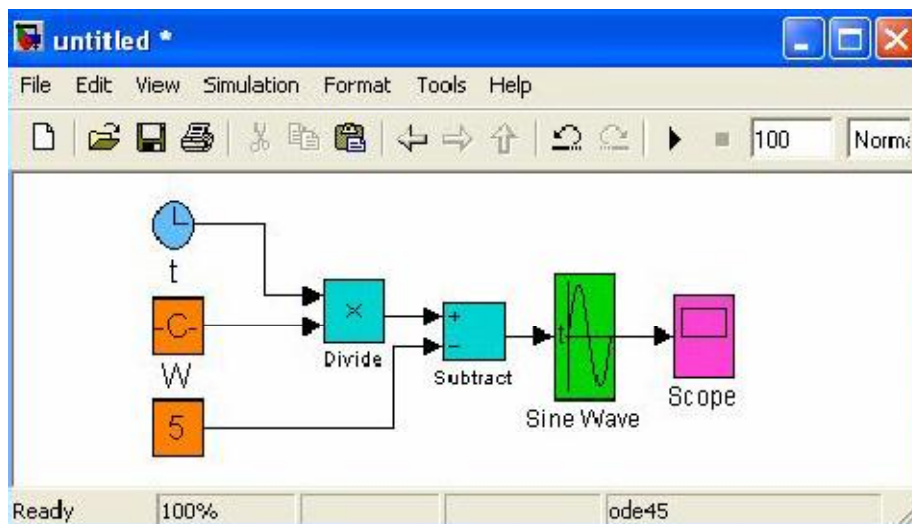 untitled *
File Edit View Simulation Format Tools Help
100 Norma
t
-C-
W
×
Divide
5
+
−
Subtract
t
Sine Wave
Scope
Ready 100% ode45